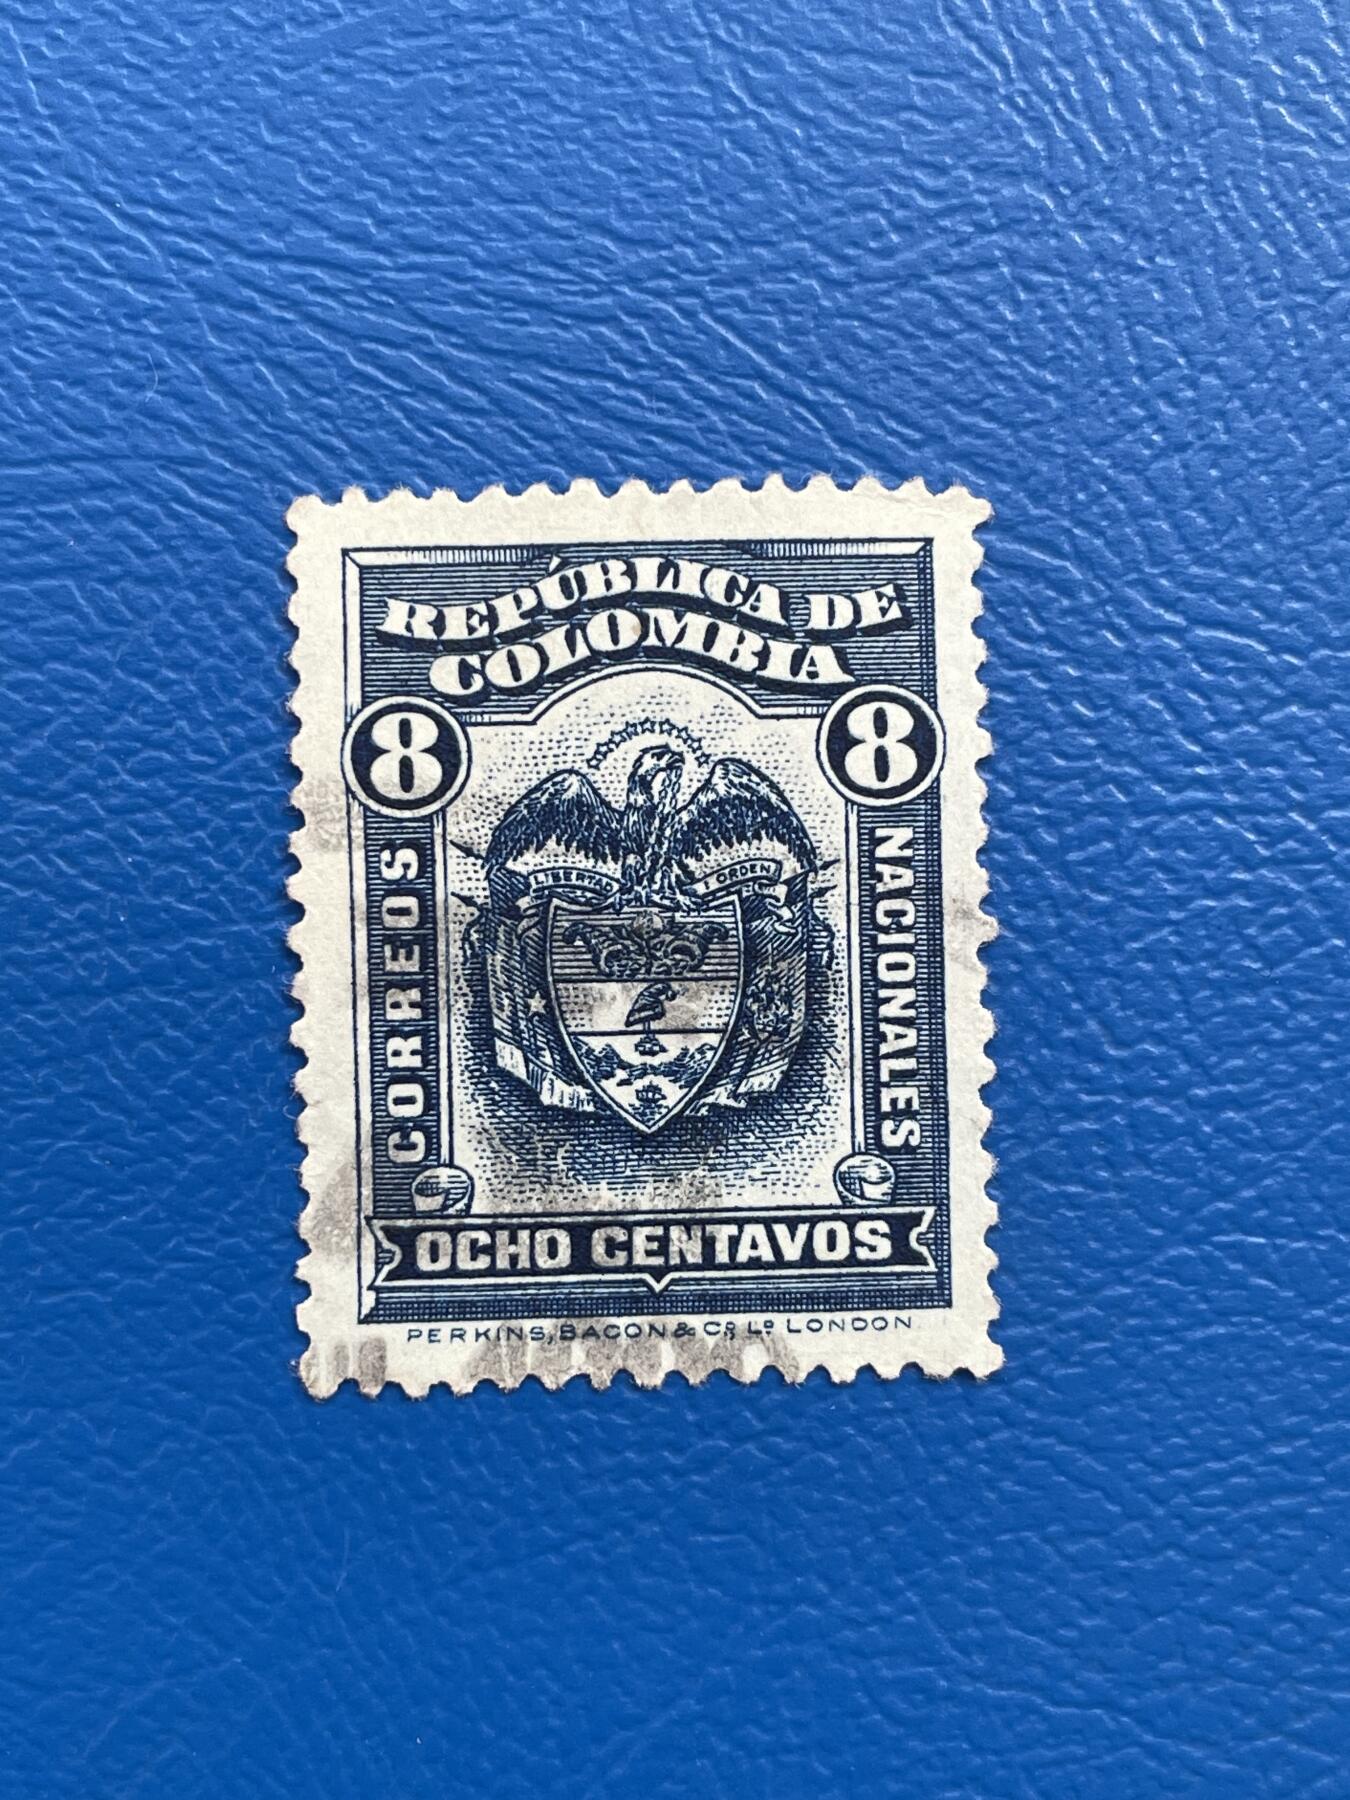 REPÚBLICA DE
COLOMBIA
8 8
CORREOS
NACIONALES
LIBERTAD
Y ORDEN
OCHO CENTAVOS
PERKINS, BACON & Cº Lº LONDON.